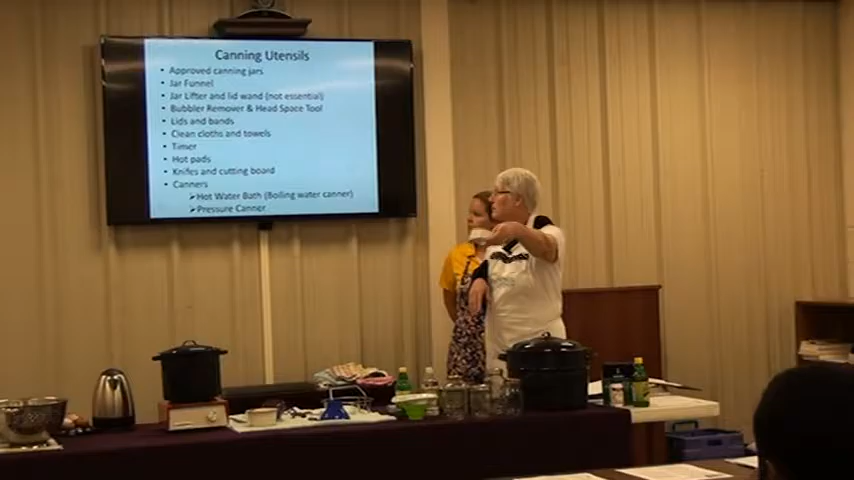 Canning Utensils
• Approved canning jars
• Jar Funnel
• Jar Lifter and lid wand (not essential)
• Bubbler Remover & Head Space Tool
• Lids and bands
• Clean cloths and towels
• Timer
• Hot pads
• Knifes and cutting board
• Canners
➢Hot Water Bath (Boiling water canner)
➢Pressure Canner